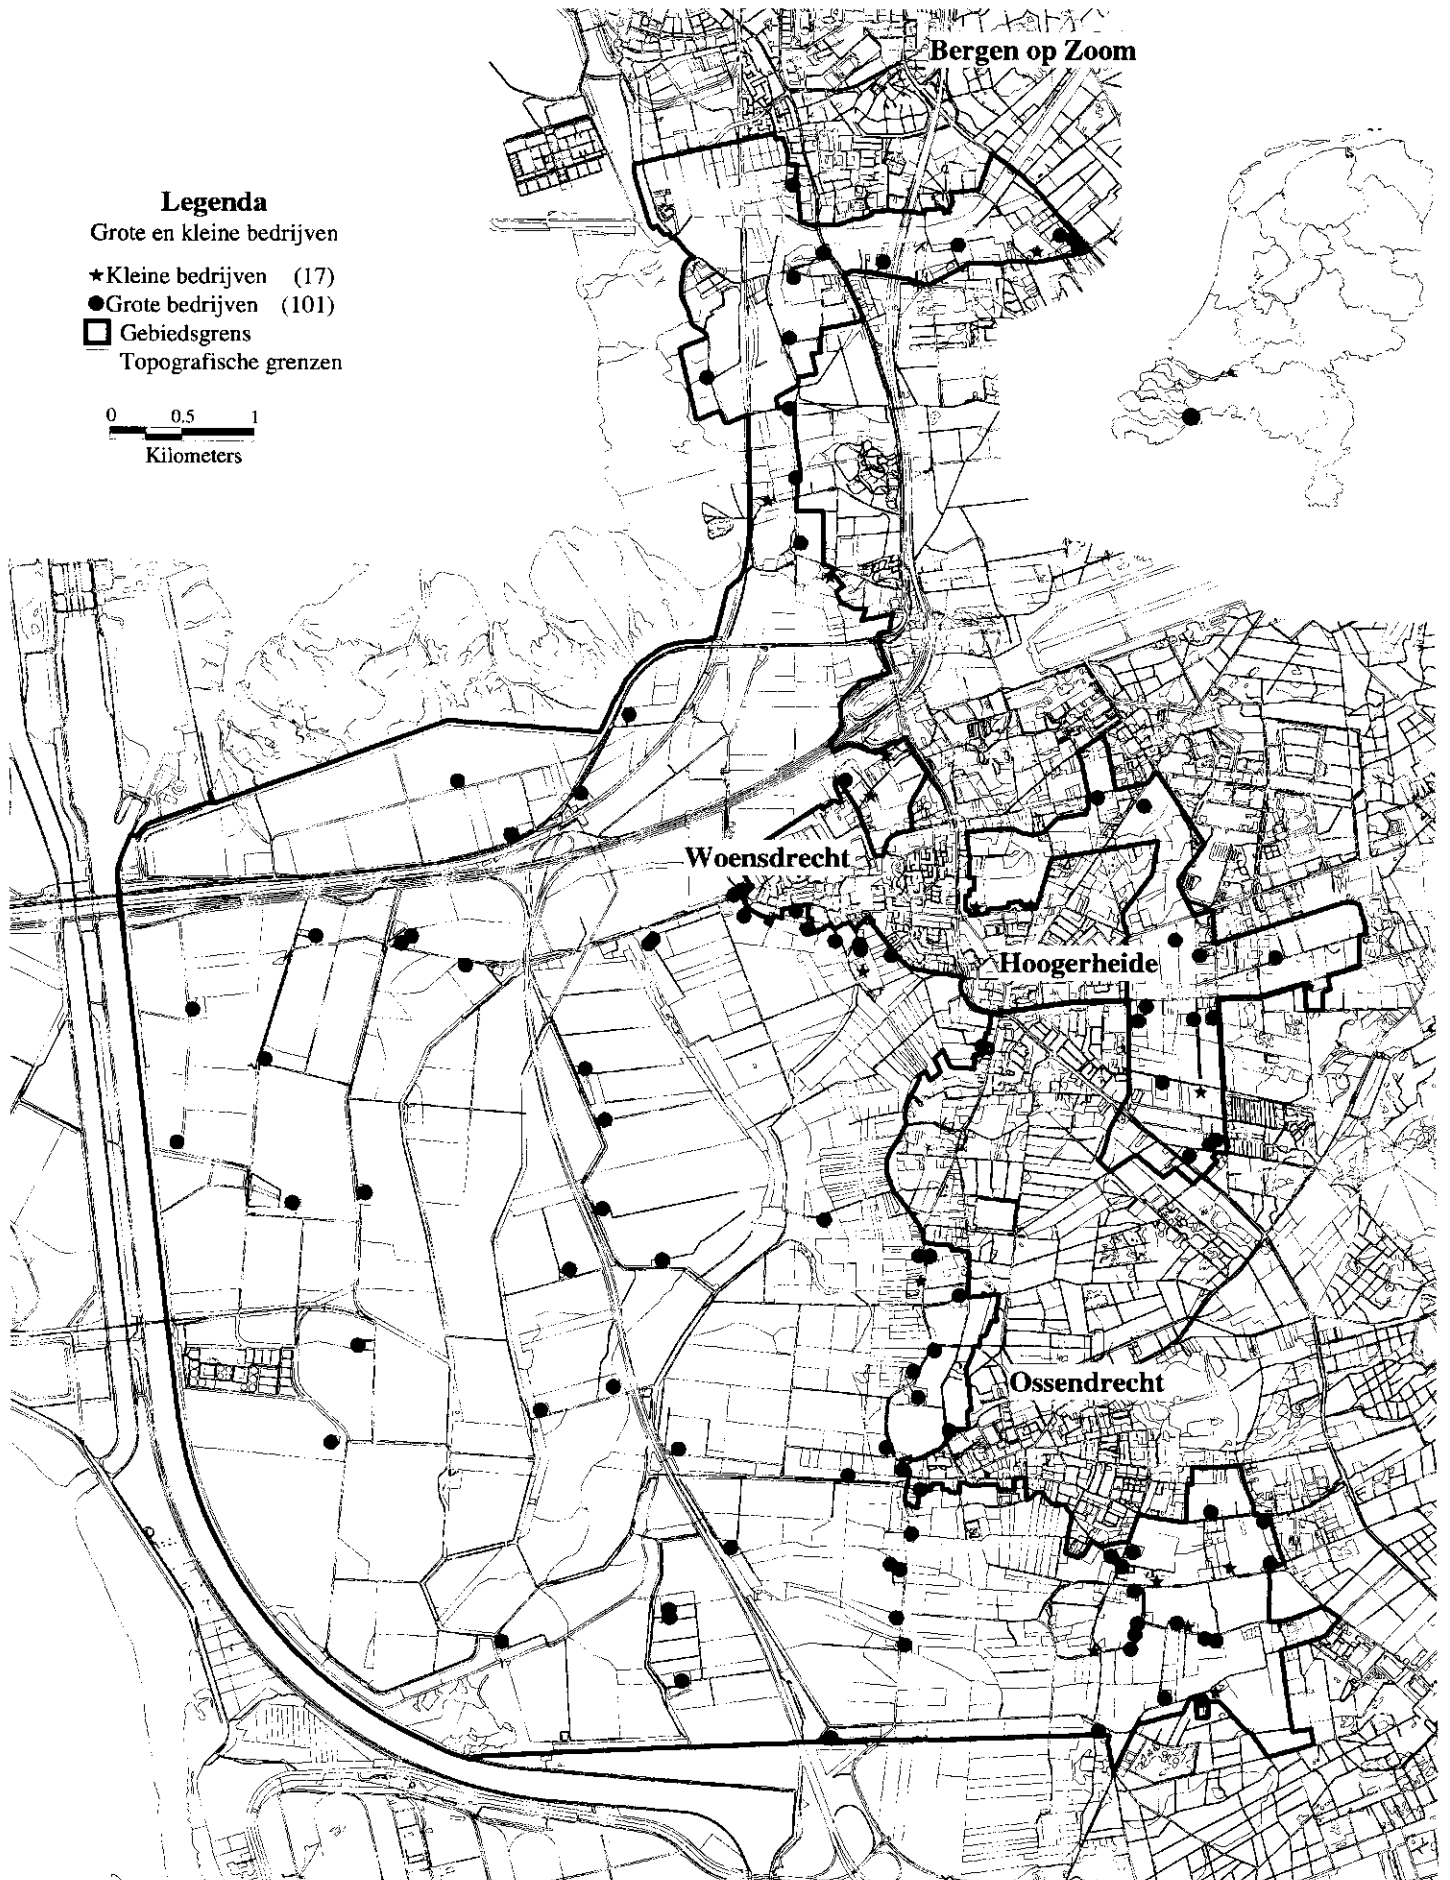 Bergen op Zoom
Legenda
Grote en kleine bedrijven
★ Kleine bedrijven (17)
● Grote bedrijven (101)
Gebiedsgrens
Topografische grenzen
0 0.5 1
Kilometers
Woensdrecht
Hoogerheide
Ossendrecht